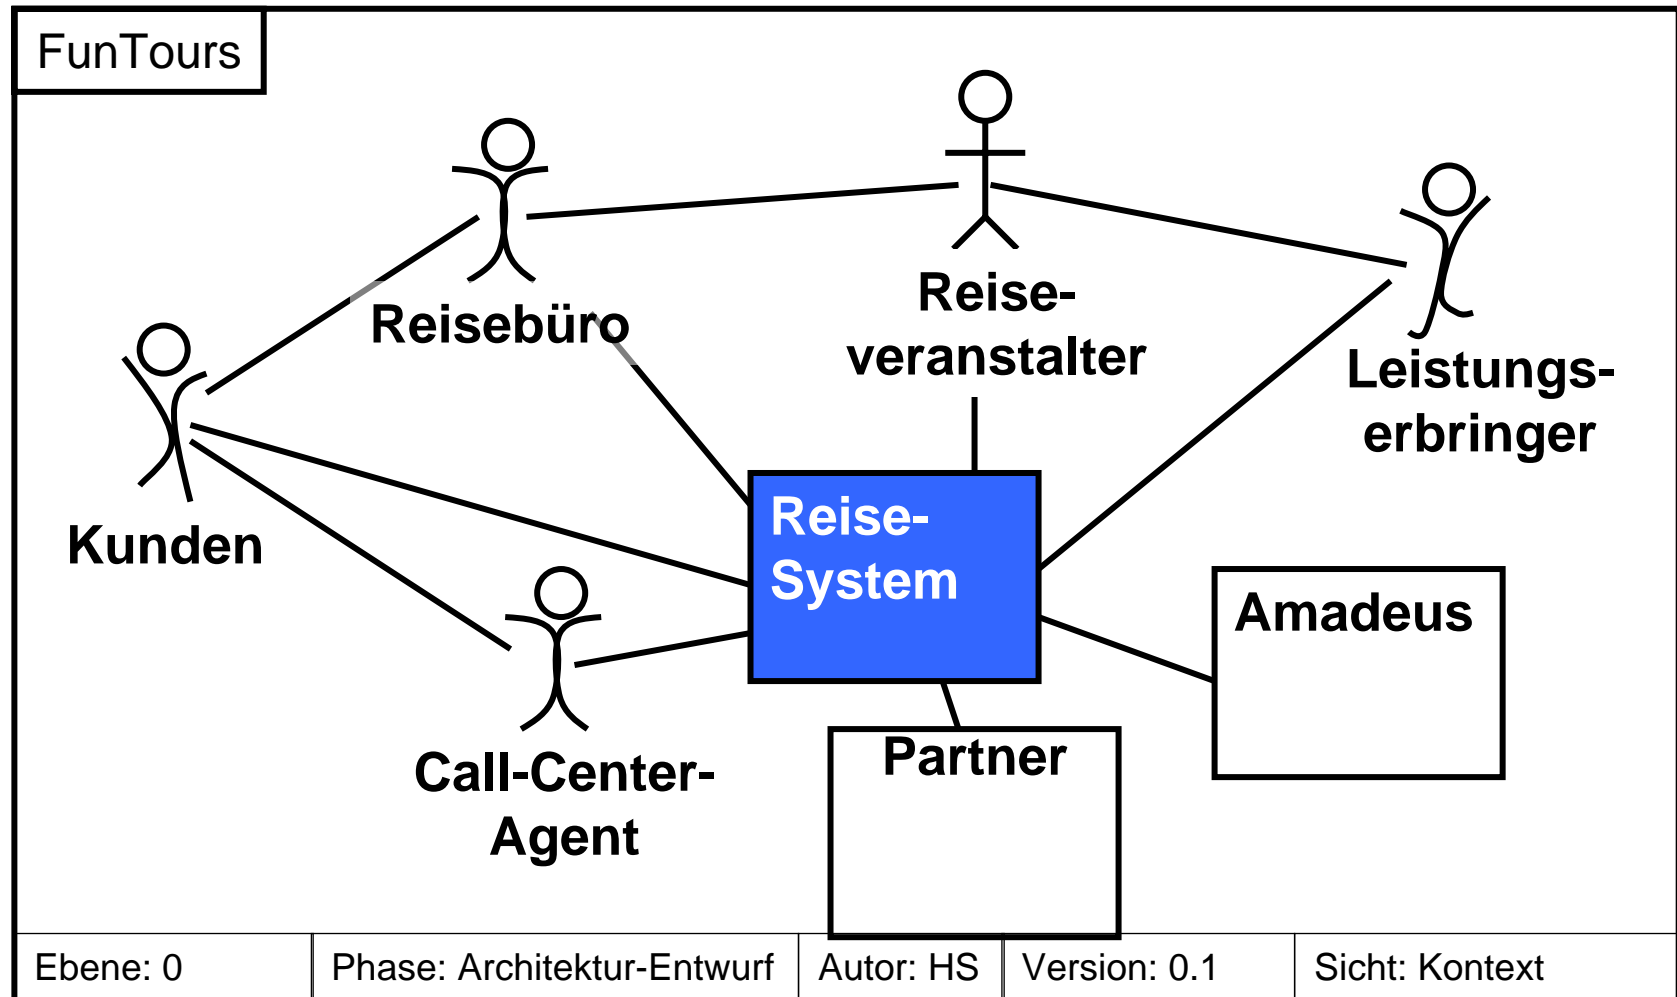 FunTours
Reisebüro
Reise-
veranstalter
Leistungs-
erbringer
Kunden
Reise-
System
Amadeus
Partner
Call-Center-
Agent
Ebene: 0
Phase: Architektur-Entwurf
Autor: HS
Version: 0.1
Sicht: Kontext